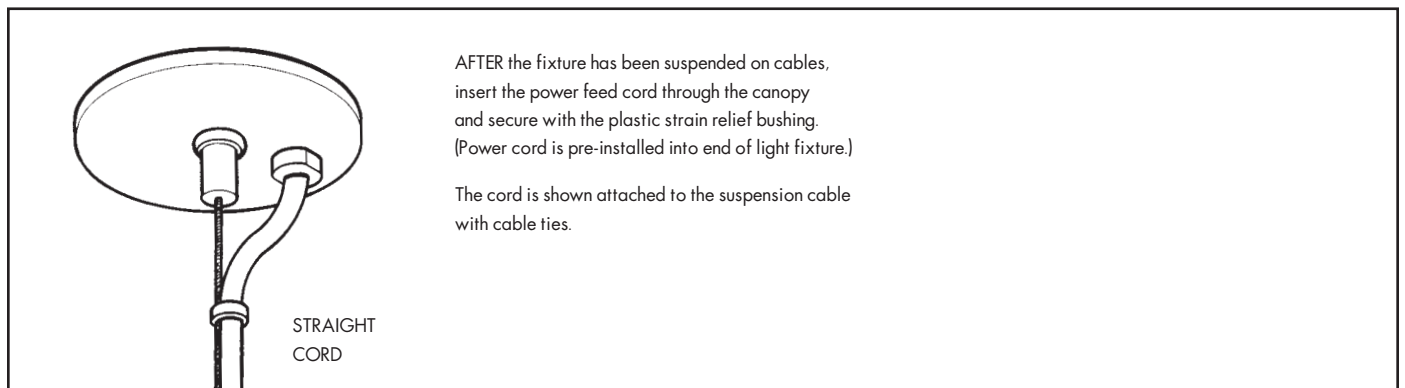 AFTER the fixture has been suspended on cables,
insert the power feed cord through the canopy
and secure with the plastic strain relief bushing.
(Power cord is pre-installed into end of light fixture.)
The cord is shown attached to the suspension cable
with cable ties.
STRAIGHT
CORD